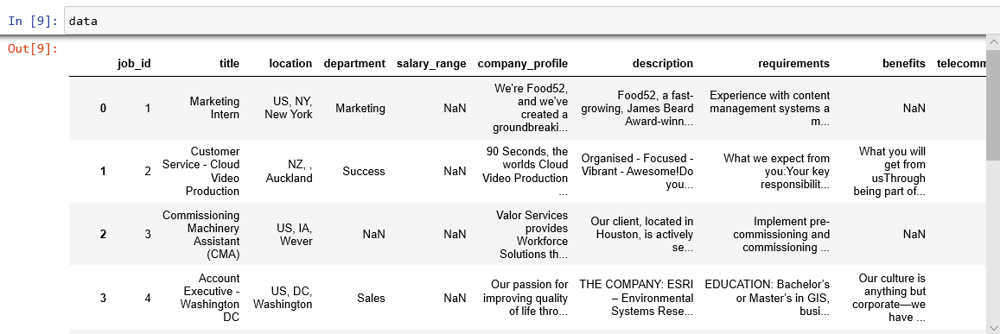 In [9]: data
Out[9]:
job_id title location department salary_range company_profile description requirements benefits telecomm
0 1 Marketing Intern US, NY, New York Marketing NaN We're Food52, and we've created a groundbreaki... Food52, a fast-growing, James Beard Award-winn... Experience with content management systems a m... NaN
1 2 Customer Service - Cloud Video Production NZ, , Auckland Success NaN 90 Seconds, the worlds Cloud Video Production ... Organised - Focused - Vibrant - Awesome!Do you... What we expect from you:Your key responsibilit... What you will get from usThrough being part of...
2 3 Commissioning Machinery Assistant (CMA) US, IA, Wever NaN NaN Valor Services provides Workforce Solutions th... Our client, located in Houston, is actively se... Implement pre-commissioning and commissioning ... NaN
3 4 Account Executive - Washington DC US, DC, Washington Sales NaN Our passion for improving quality of life thro... THE COMPANY: ESRI – Environmental Systems Rese... EDUCATION: Bachelor's or Master's in GIS, busi... Our culture is anything but corporate—we have ...